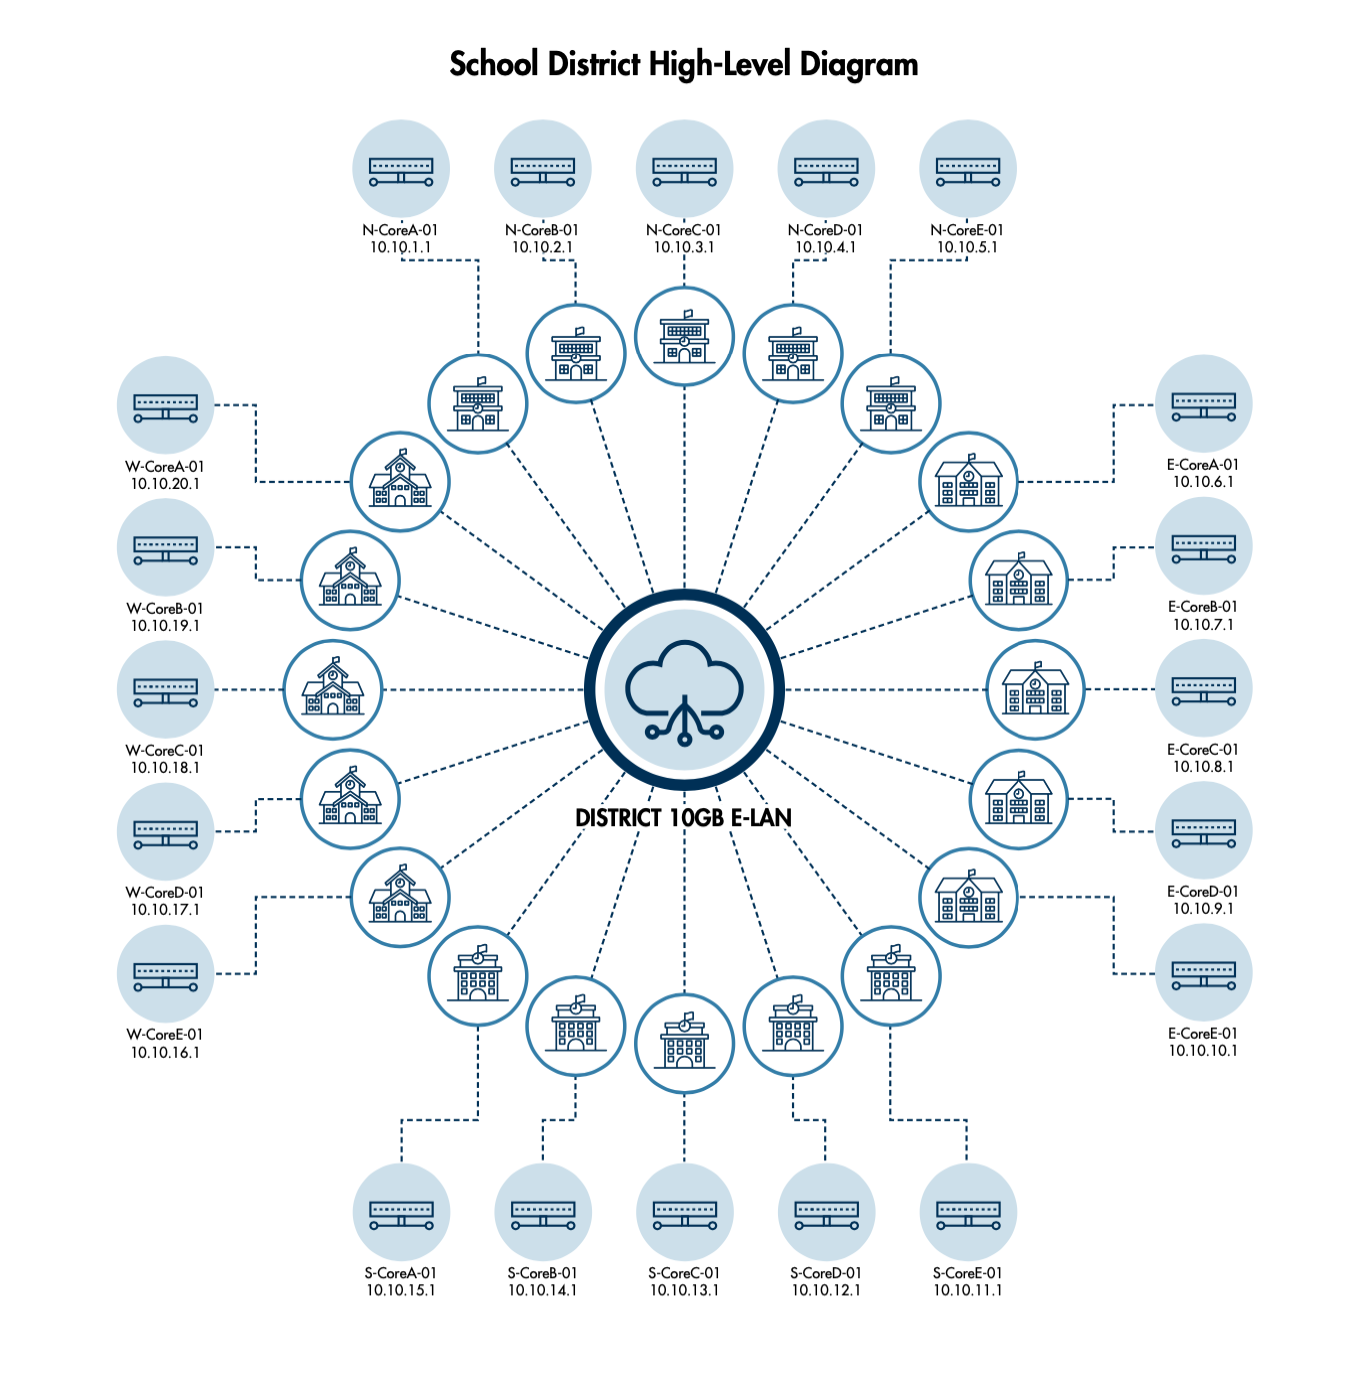 School District High-Level Diagram
N-CoreA-01
10.10.1.1
N-CoreB-01
10.10.2.1
N-CoreC-01
10.10.3.1
N-CoreD-01
10.10.4.1
N-CoreE-01
10.10.5.1
W-CoreA-01
10.10.20.1
E-CoreA-01
10.10.6.1
W-CoreB-01
10.10.19.1
E-CoreB-01
10.10.7.1
W-CoreC-01
10.10.18.1
E-CoreC-01
10.10.8.1
DISTRICT 10GB E-LAN
W-CoreD-01
10.10.17.1
E-CoreD-01
10.10.9.1
W-CoreE-01
10.10.16.1
E-CoreE-01
10.10.10.1
S-CoreA-01
10.10.15.1
S-CoreB-01
10.10.14.1
S-CoreC-01
10.10.13.1
S-CoreD-01
10.10.12.1
S-CoreE-01
10.10.11.1